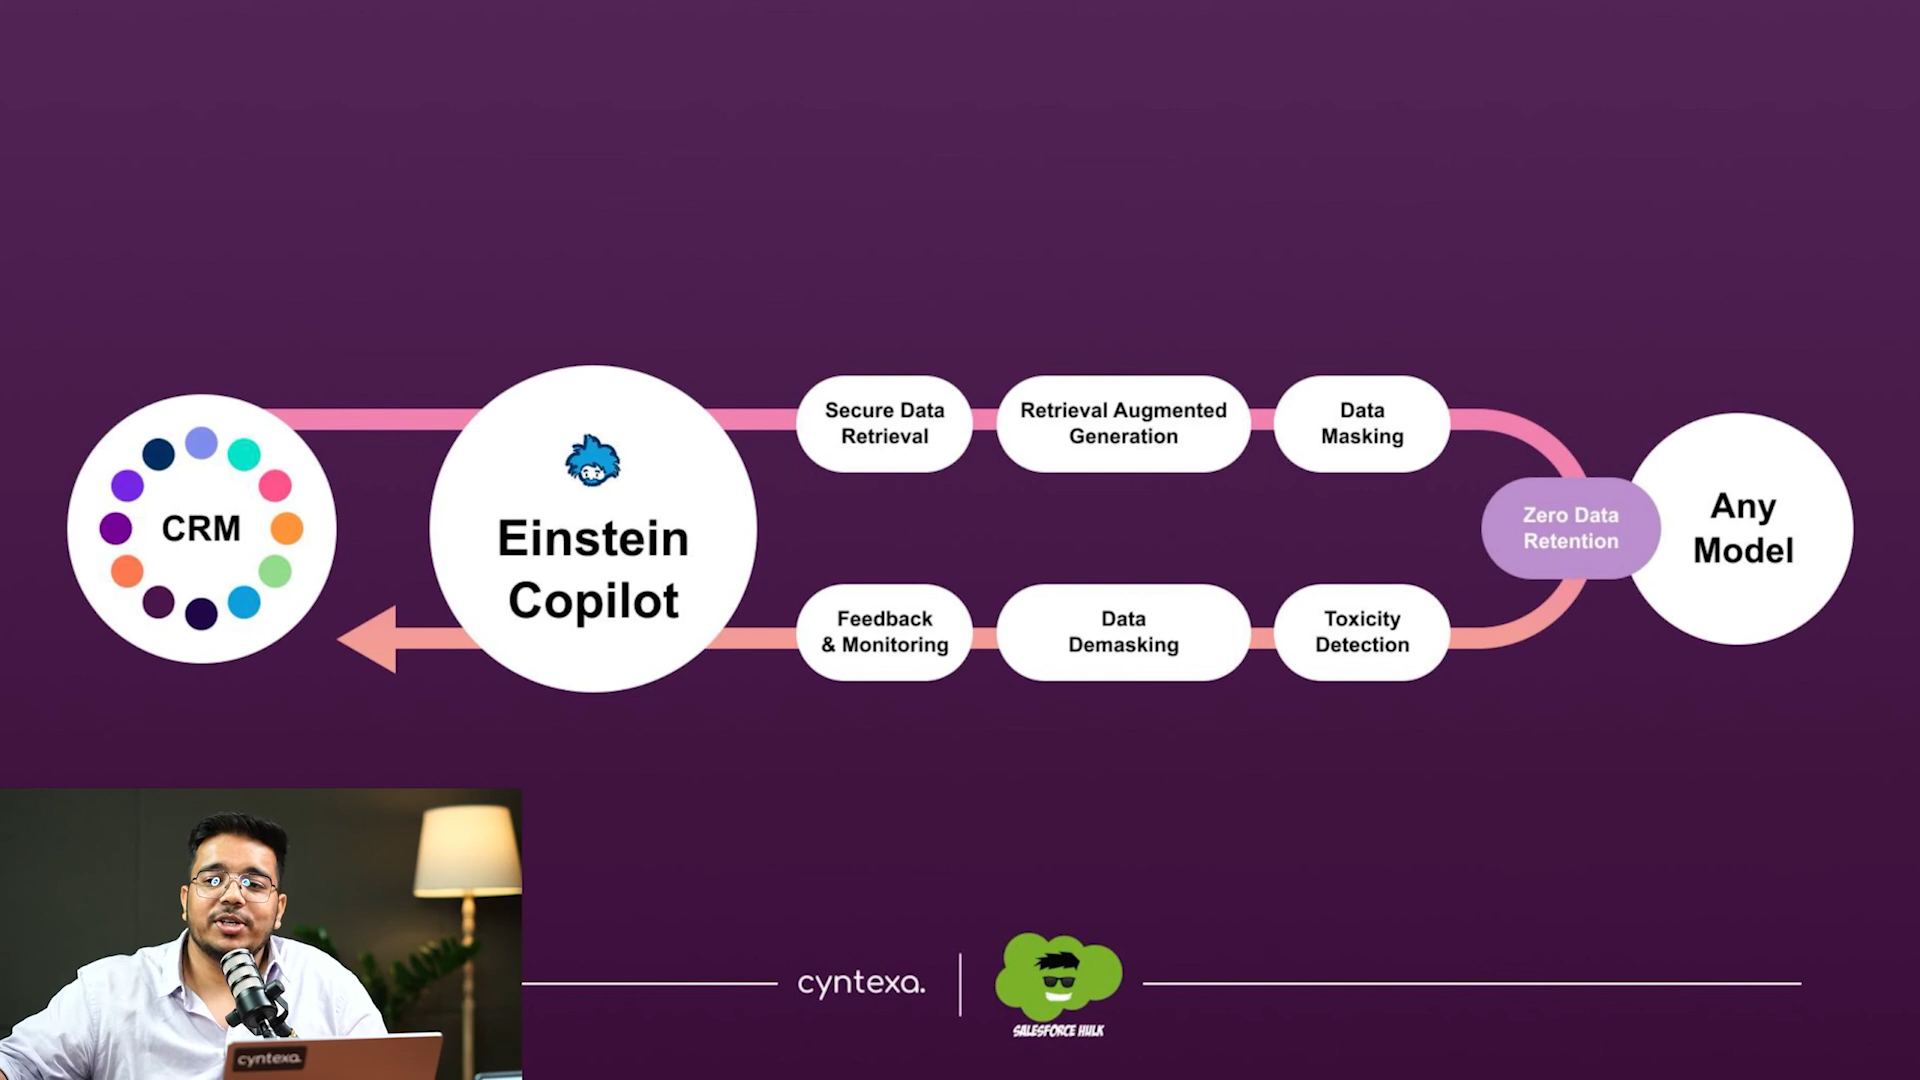 CRM
Einstein
Copilot
Secure Data
Retrieval
Retrieval Augmented
Generation
Data
Masking
Zero Data
Retention
Any
Model
Feedback
& Monitoring
Data
Demasking
Toxicity
Detection
cyntexa.
SALESFORCE HULK
cyntexa.